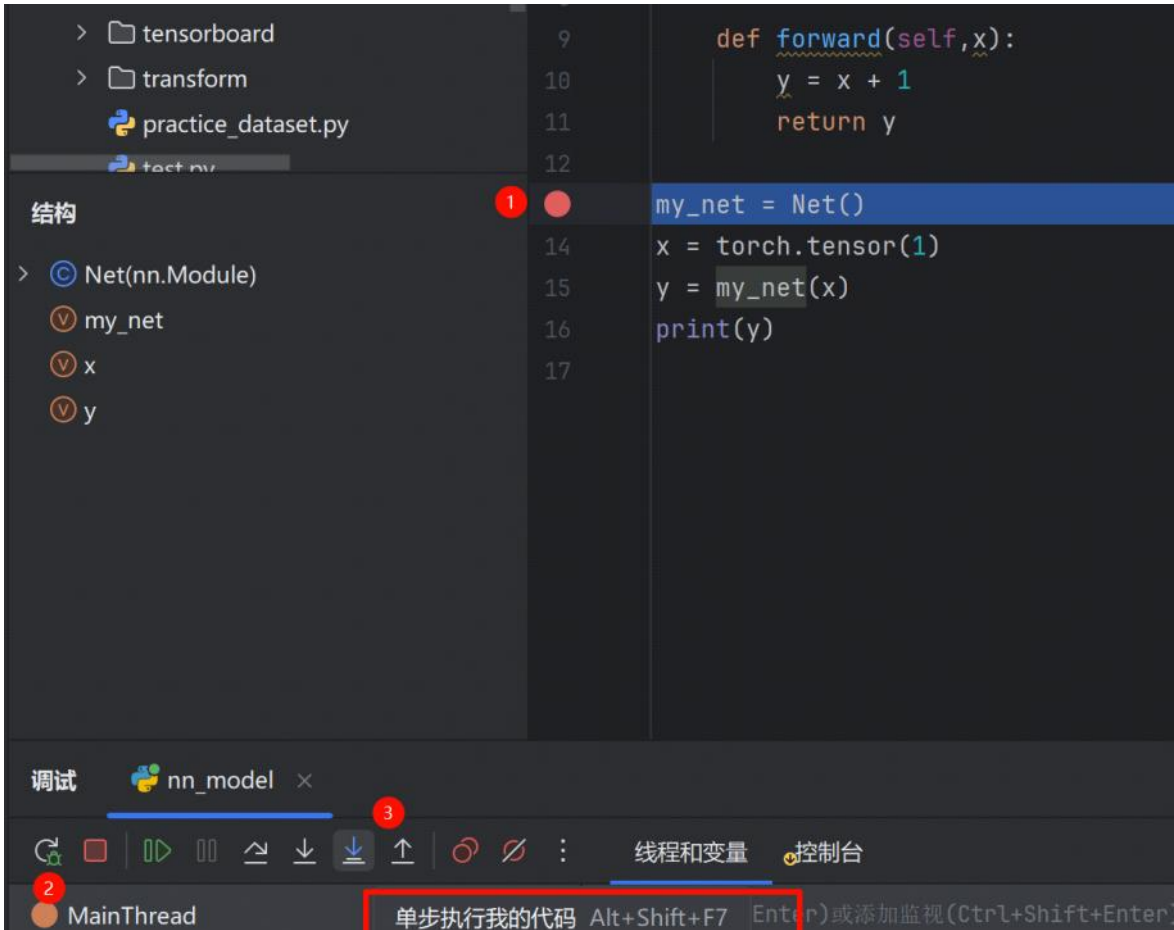 tensorboard
transform
practice_dataset.py
test.py
结构
Net(nn.Module)
my_net
x
y
9 def forward(self,x):
10 y = x + 1
11 return y
12
1
my_net = Net()
14 x = torch.tensor(1)
15 y = my_net(x)
16 print(y)
17
调试 nn_model
3
线程和变量 控制台
2
MainThread
单步执行我的代码 Alt+Shift+F7 Enter)或添加监视(Ctrl+Shift+Enter)